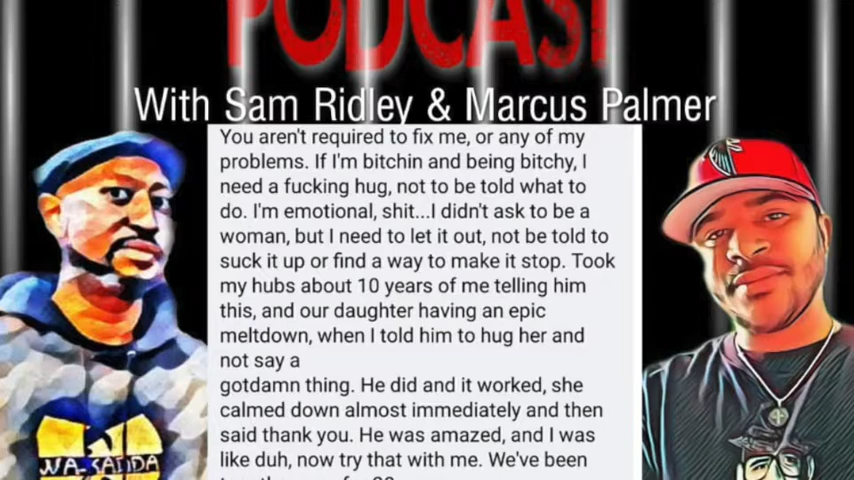 PODCAST
With Sam Ridley & Marcus Palmer
You aren't required to fix me, or any of my
problems. If I'm bitchin and being bitchy, I
need a fucking hug, not to be told what to
do. I'm emotional, shit...I didn't ask to be a
woman, but I need to let it out, not be told to
suck it up or find a way to make it stop. Took
my hubs about 10 years of me telling him
this, and our daughter having an epic
meltdown, when I told him to hug her and
not say a
gotdamn thing. He did and it worked, she
calmed down almost immediately and then
said thank you. He was amazed, and I was
like duh, now try that with me. We've been